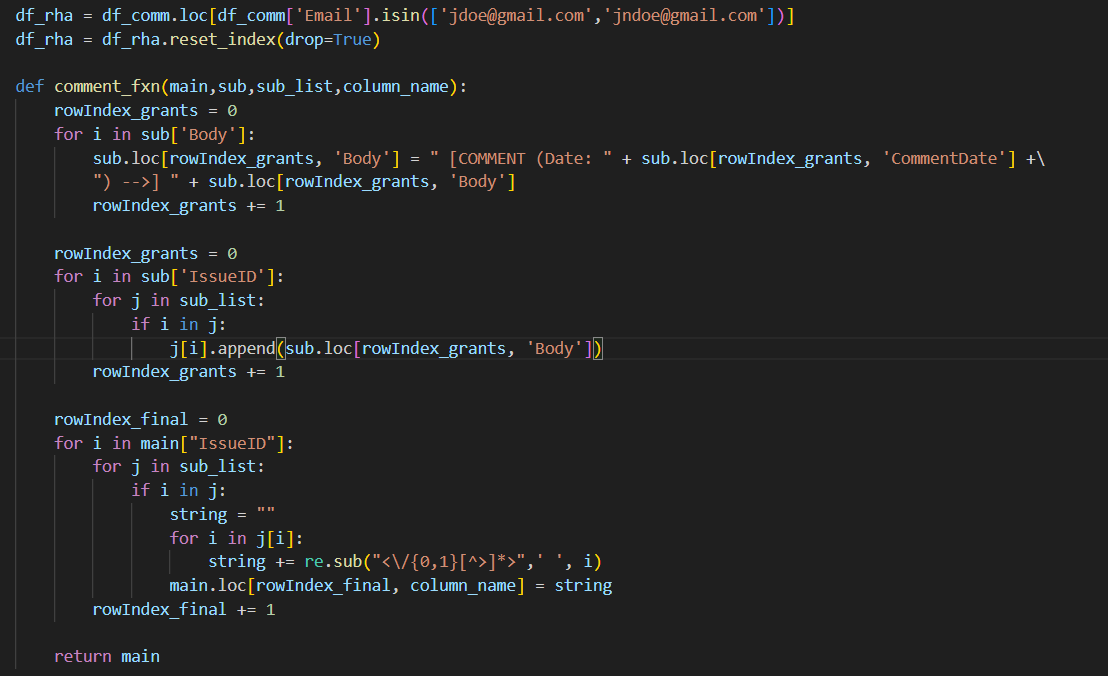 df_rha = df_comm.loc[df_comm['Email'].isin(['jdoe@gmail.com','jndoe@gmail.com'])]
df_rha = df_rha.reset_index(drop=True)

def comment_fxn(main,sub,sub_list,column_name):
    rowIndex_grants = 0
    for i in sub['Body']:
        sub.loc[rowIndex_grants, 'Body'] = " [COMMENT (Date: " + sub.loc[rowIndex_grants, 'CommentDate'] +\
        ") -->] " + sub.loc[rowIndex_grants, 'Body']
        rowIndex_grants += 1

    rowIndex_grants = 0
    for i in sub['IssueID']:
        for j in sub_list:
            if i in j:
                j[i].append(sub.loc[rowIndex_grants, 'Body'])
        rowIndex_grants += 1

    rowIndex_final = 0
    for i in main["IssueID"]:
        for j in sub_list:
            if i in j:
                string = ""
                for i in j[i]:
                    string += re.sub("<\/{0,1}[^>]*>",' ', i)
                main.loc[rowIndex_final, column_name] = string
        rowIndex_final += 1

    return main